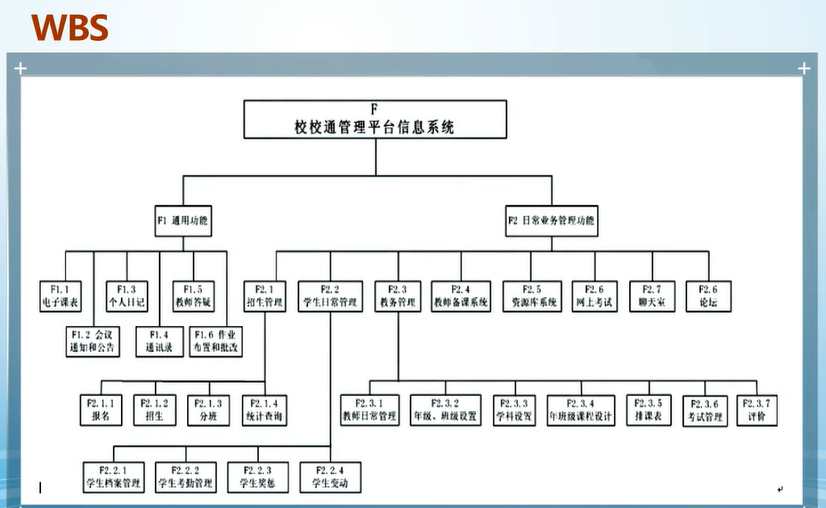 WBS
F
校校通管理平台信息系统
F1 通用功能
F2 日常业务管理功能
F1.1
电子课表
F1.3
个人日记
F1.5
教师答疑
F2.1
招生管理
F2.2
学生日常管理
F2.3
教务管理
F2.4
教师备课系统
F2.5
资源库系统
F2.6
网上考试
F2.7
聊天室
F2.6
论坛
F1.2 会议
通知和公告
F1.4
通讯录
F1.6 作业
布置和批改
F2.1.1
报名
F2.1.2
招生
F2.1.3
分班
F2.1.4
统计查询
F2.3.1
教师日常管理
F2.3.2
年级、班级设置
F2.3.3
学科设置
F2.3.4
年班级课程设计
F2.3.5
排课表
F2.3.6
考试管理
F2.3.7
评价
F2.2.1
学生档案管理
F2.2.2
学生考勤管理
F2.2.3
学生奖惩
F2.2.4
学生变动